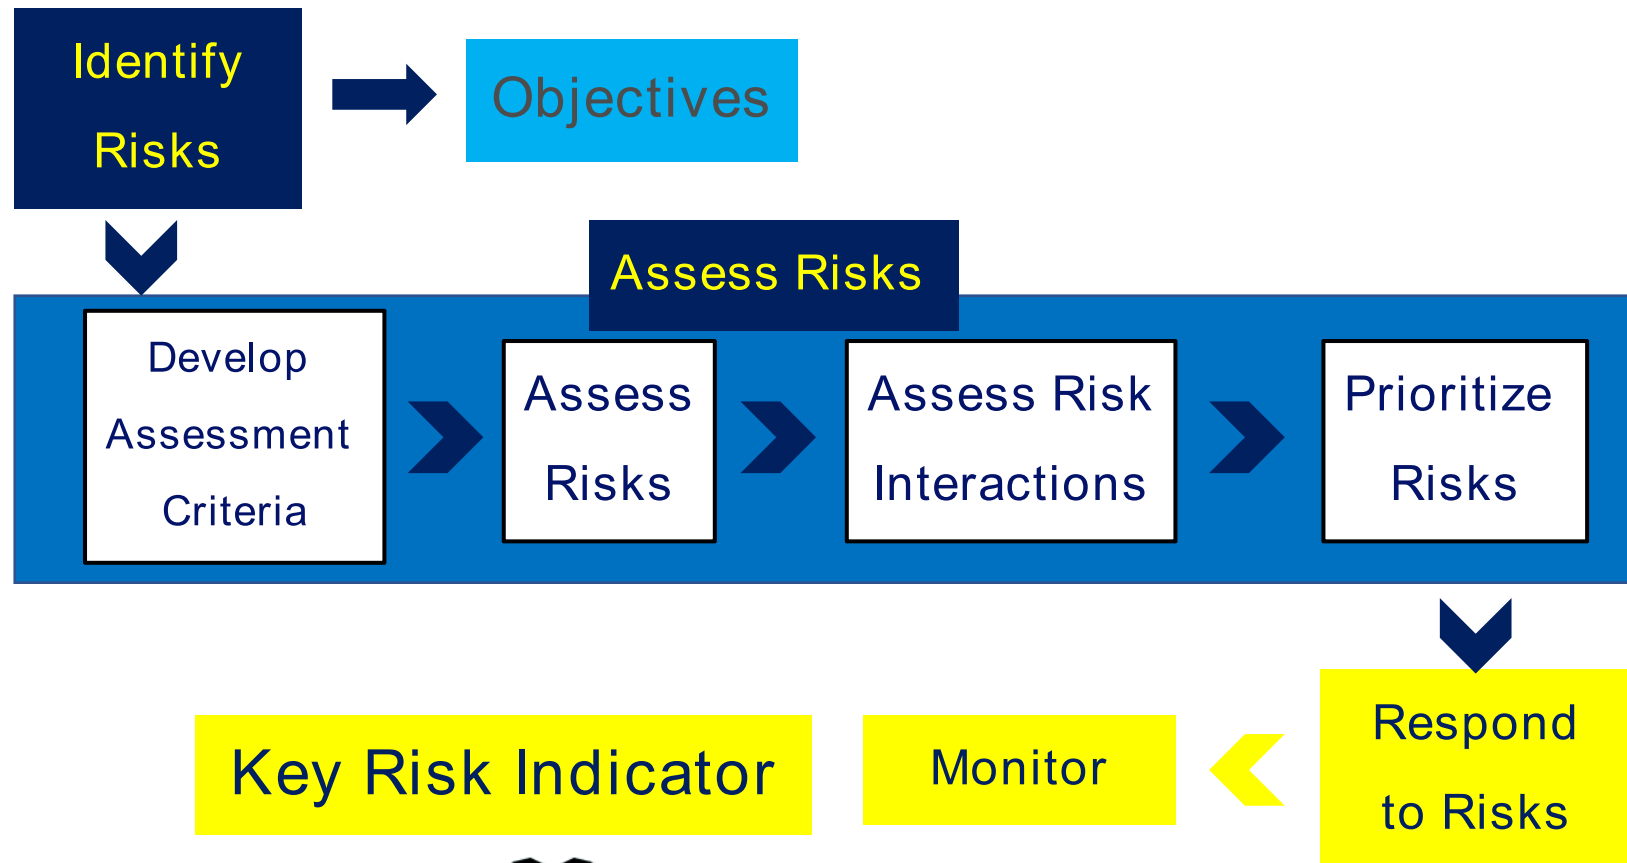 Identify
Risks
Objectives
Assess Risks
Develop
Assessment
Criteria
Assess
Risks
Assess Risk
Interactions
Prioritize
Risks
Respond
to Risks
Monitor
Key Risk Indicator